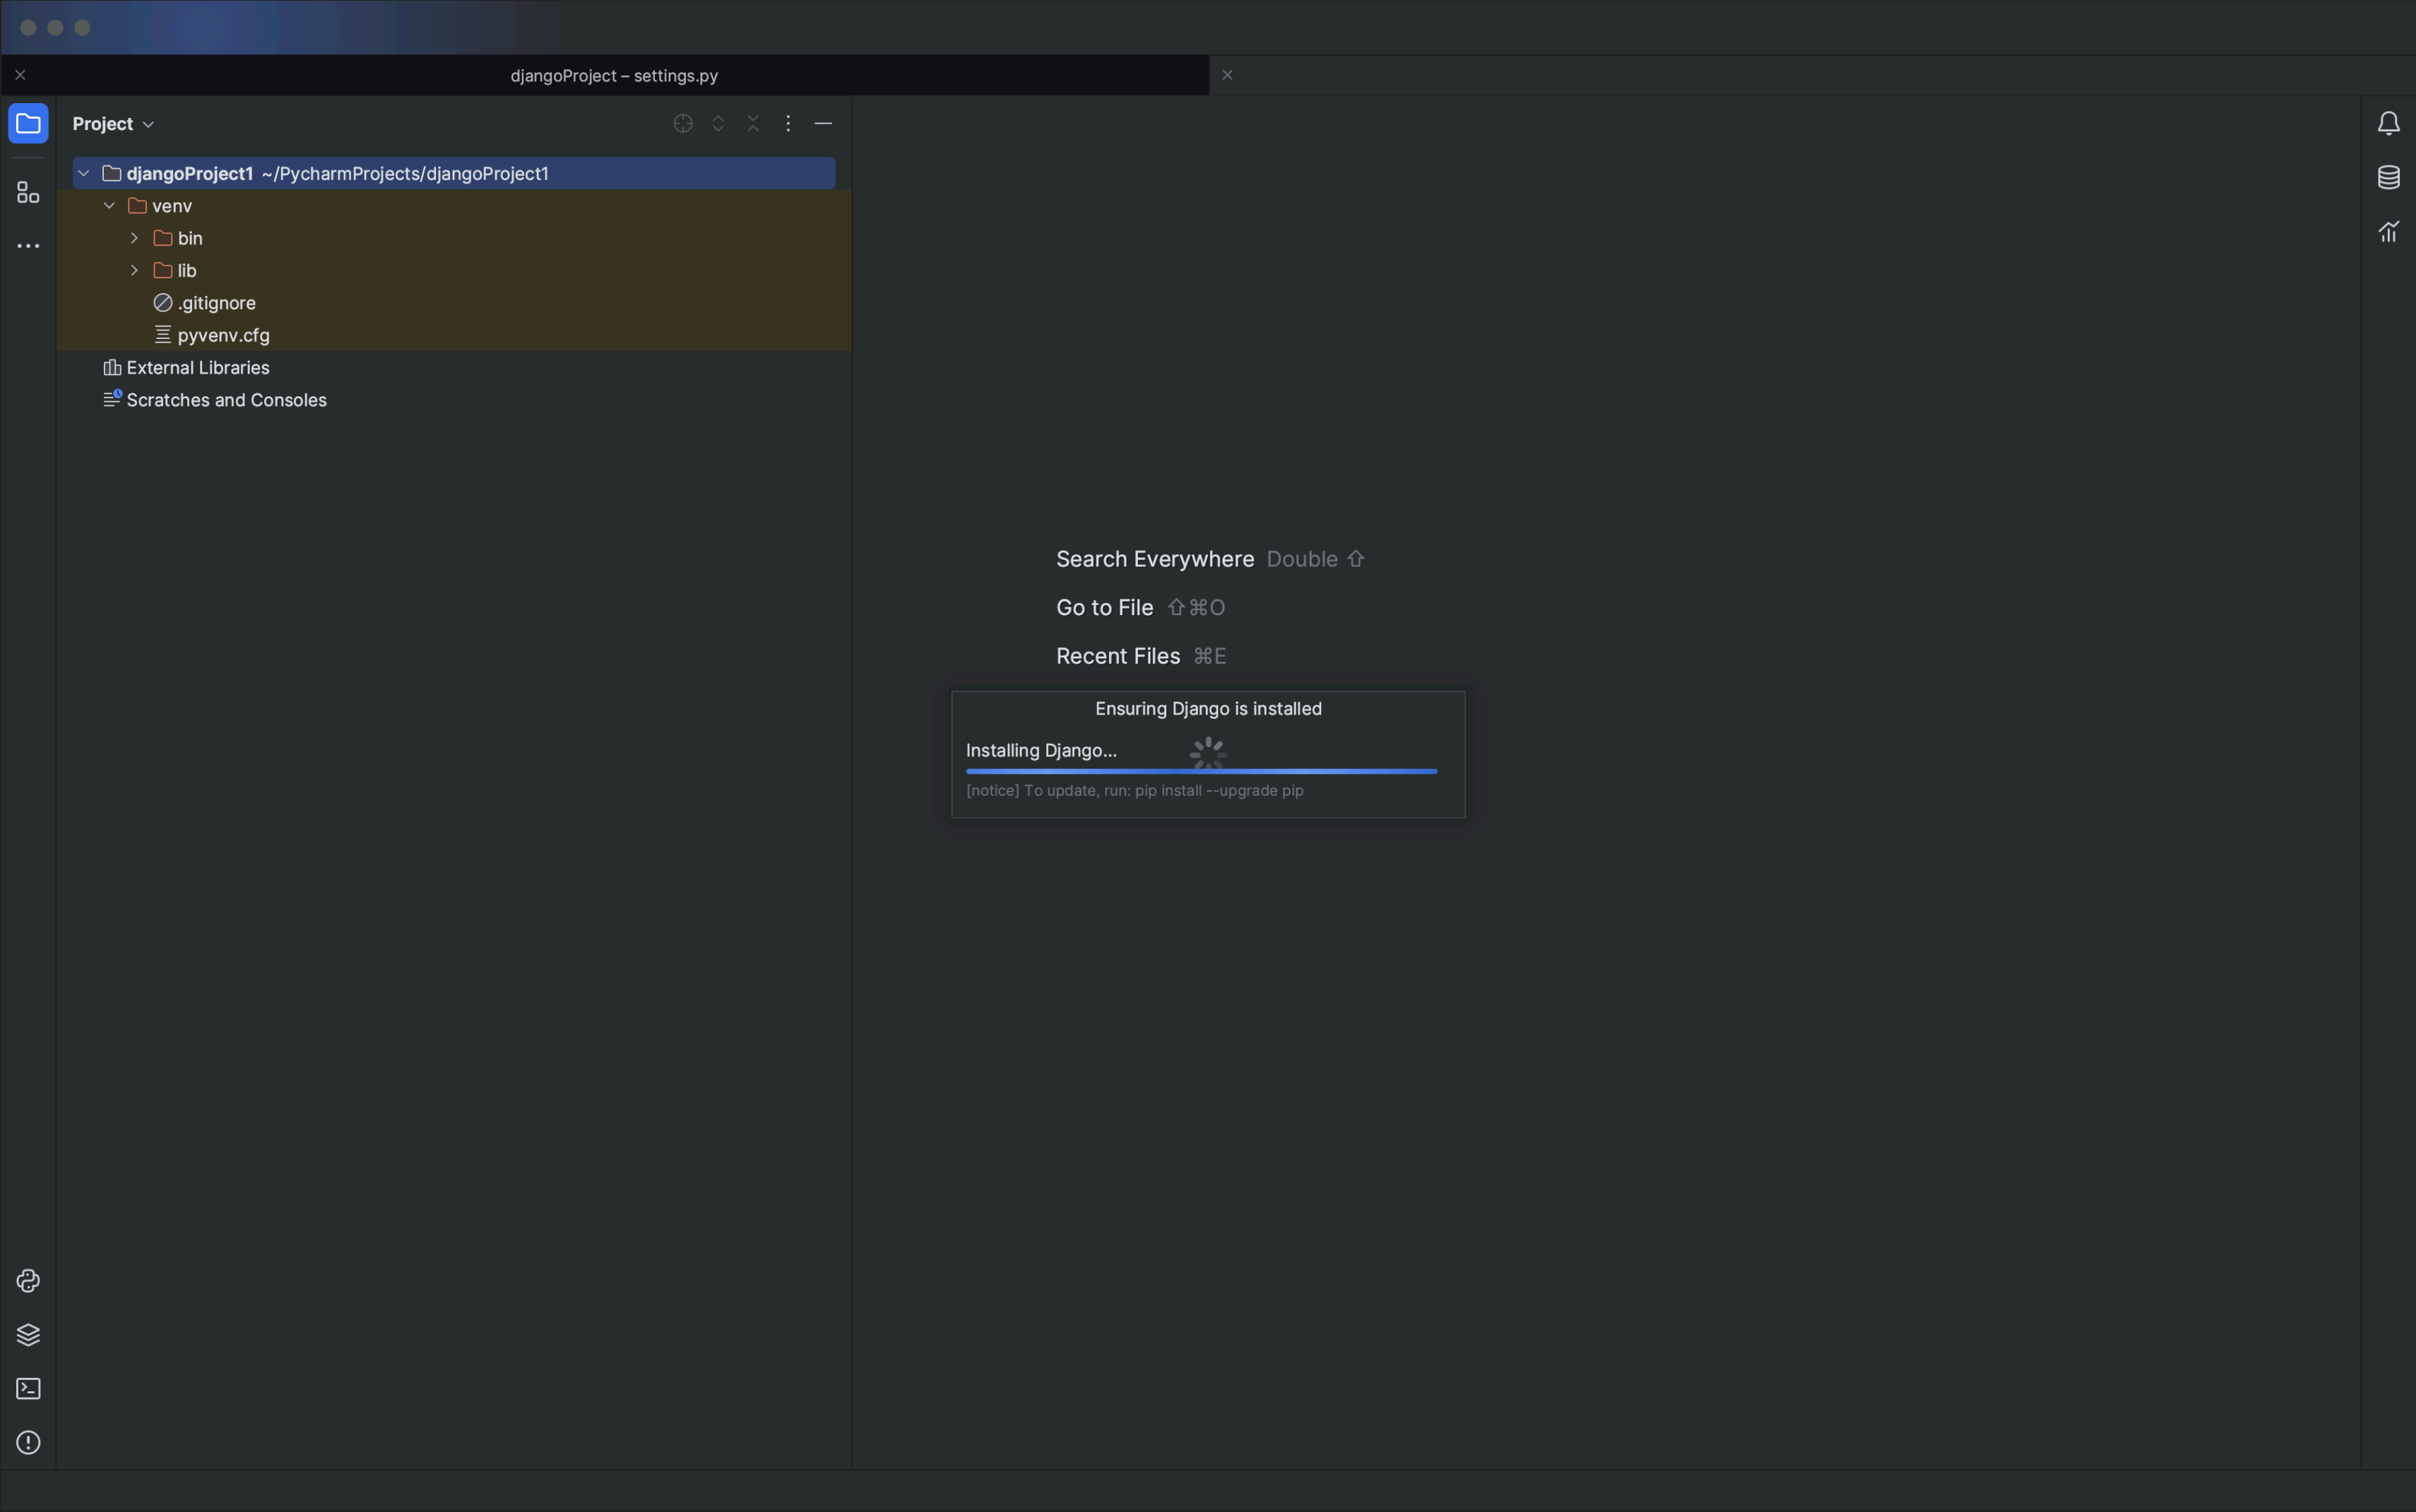 djangoProject – settings.py
Project
djangoProject1 ~/PycharmProjects/djangoProject1
venv
bin
lib
.gitignore
pyvenv.cfg
External Libraries
Scratches and Consoles
Search Everywhere Double ⇧
Go to File ⇧⌘O
Recent Files ⌘E
Ensuring Django is installed
Installing Django...
[notice] To update, run: pip install --upgrade pip